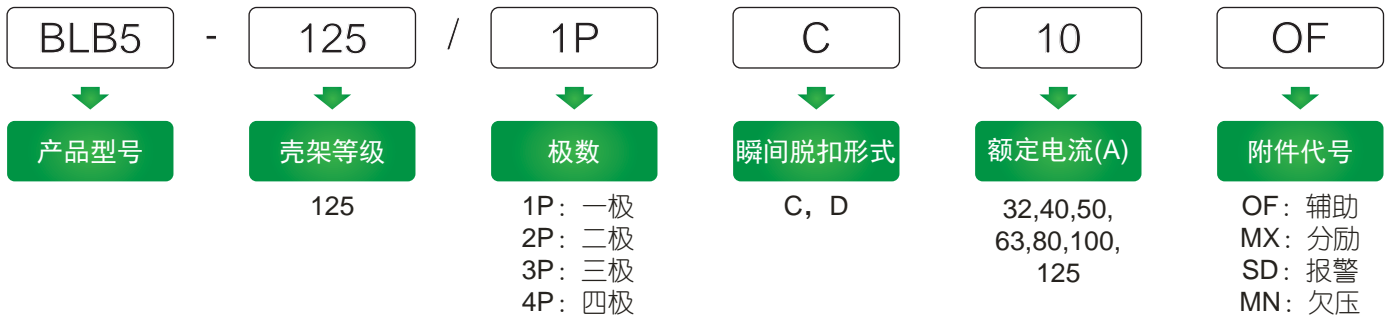 BLB5 - 125 / 1P C 10 OF
产品型号 壳架等级 极数 瞬间脱扣形式 额定电流(A) 附件代号
125
1P：一极
2P：二极
3P：三极
4P：四极
C，D
32,40,50,
63,80,100,
125
OF：辅助
MX：分励
SD：报警
MN：欠压